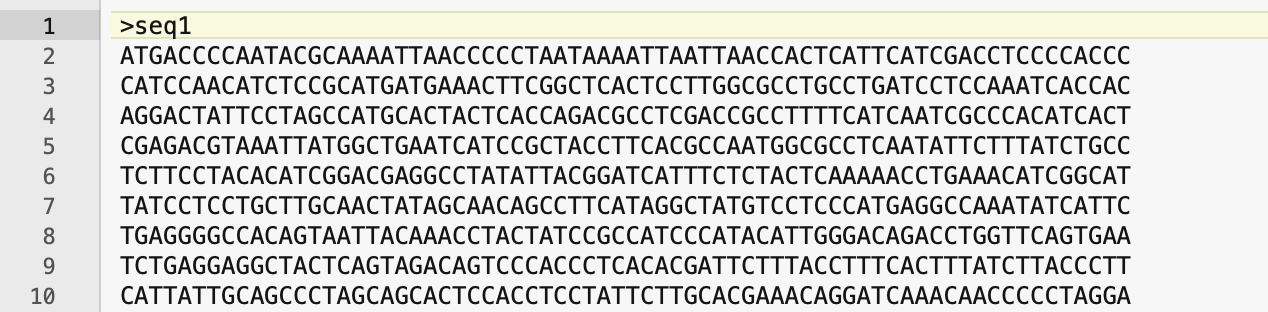 1 >seq1
2 ATGACCCCAATACGCAAAATTAACCCCCTAATAAAATTAATTAACCACTCATTCATCGACCTCCCCACCC
3 CATCCAACATCTCCGCATGATGAAACTTCGGCTCACTCCTTGGCGCCTGCCTGATCCTCCAAATCACCAC
4 AGGACTATTCCTAGCCATGCACTACTCACCAGACGCCTCGACCGCCTTTTCATCAATCGCCCACATCACT
5 CGAGACGTAAATTATGGCTGAATCATCCGCTACCTTCACGCCAATGGCGCCTCAATATTCTTTATCTGCC
6 TCTTCCTACACATCGGACGAGGCCTATATTACGGATCATTTCTCTACTCAAAAACCTGAAACATCGGCAT
7 TATCCTCCTGCTTGCAACTATAGCAACAGCCTTCATAGGCTATGTCCTCCCATGAGGCCAAATATCATTC
8 TGAGGGGCCACAGTAATTACAAACCTACTATCCGCCATCCCATACATTGGGACAGACCTGGTTCAGTGAA
9 TCTGAGGAGGCTACTCAGTAGACAGTCCCACCCTCACACGATTCTTTACCTTTCACTTTATCTTACCCTT
10 CATTATTGCAGCCCTAGCAGCACTCCACCTCCTATTCTTGCACGAAACAGGATCAAACAACCCCCTAGGA